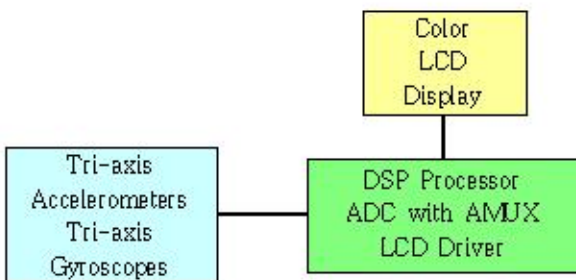 Color
LCD
Display
Tri-axis
Accelerometers
Tri-axis
Gyroscopes
DSP Processor
ADC with AMUX
LCD Driver